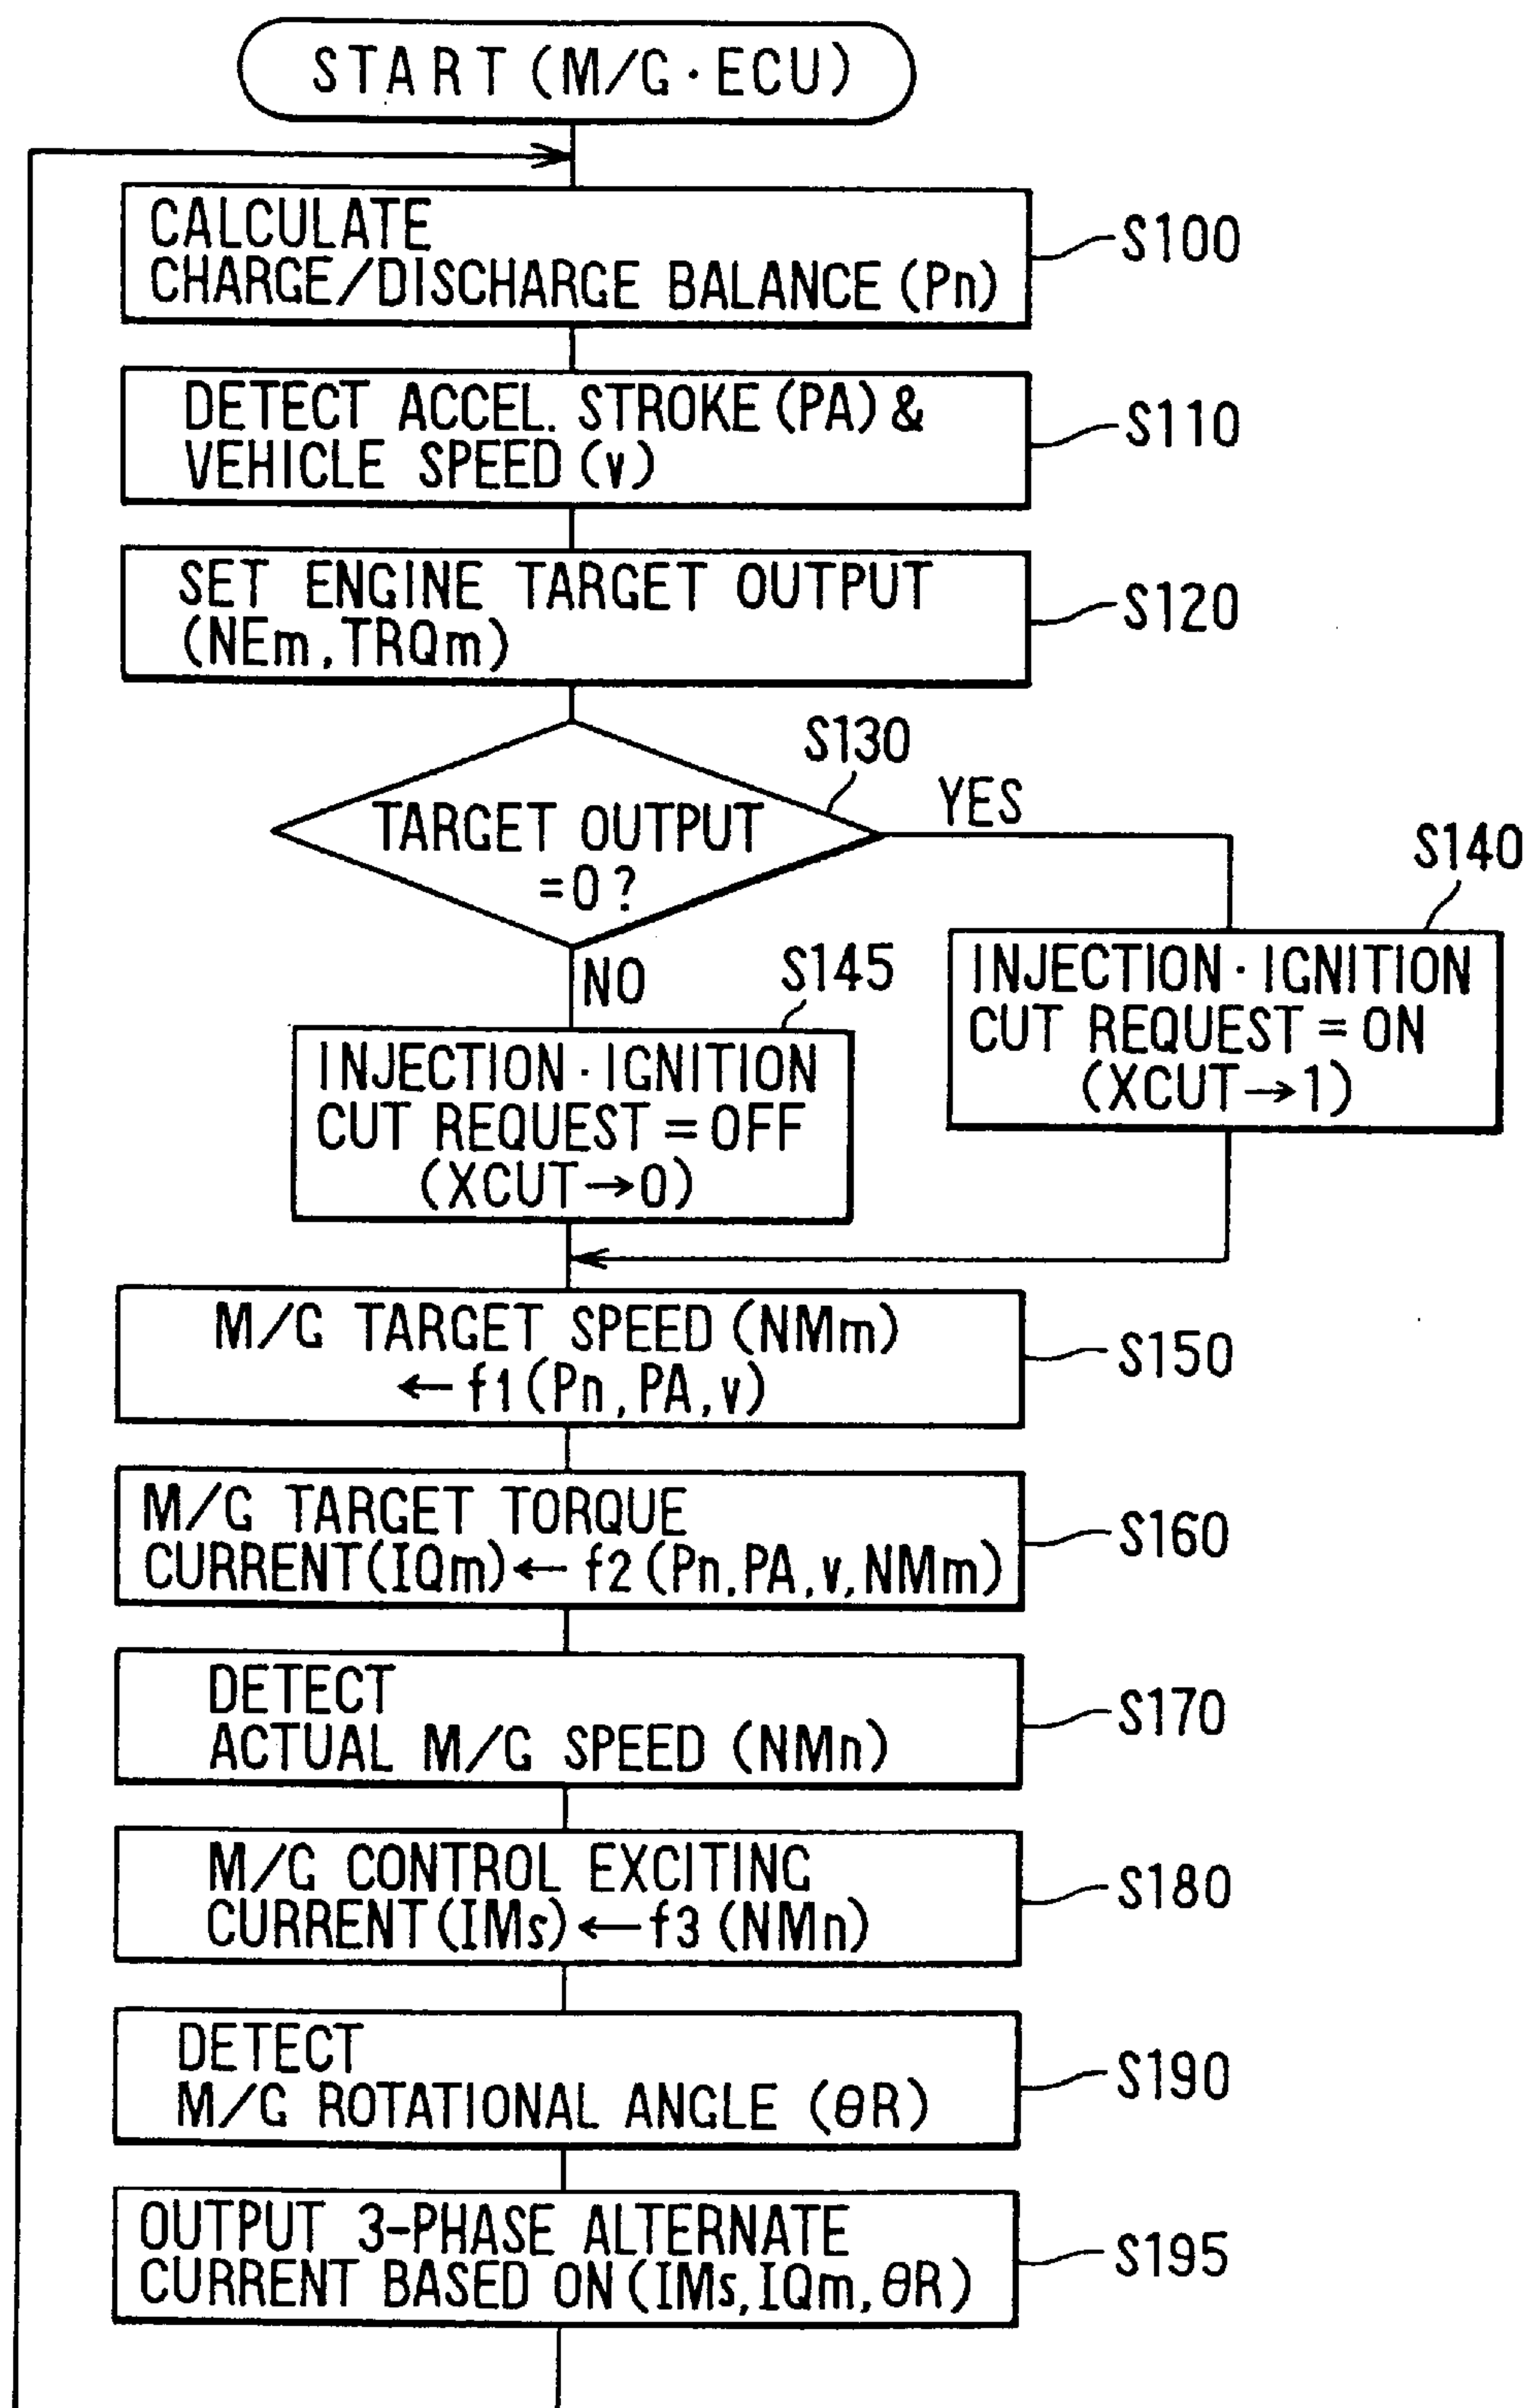 START (M/G · ECU)
CALCULATE
CHARGE/DISCHARGE BALANCE (Pn)
S100
DETECT ACCEL. STROKE (PA) &
VEHICLE SPEED (v)
S110
SET ENGINE TARGET OUTPUT
(NEm, TRQm)
S120
S130
TARGET OUTPUT
=0?
YES
NO
S140
INJECTION · IGNITION
CUT REQUEST = ON
(XCUT→1)
S145
INJECTION · IGNITION
CUT REQUEST = OFF
(XCUT→0)
M/G TARGET SPEED (NMm)
← f1 (Pn, PA, v)
S150
M/G TARGET TORQUE
CURRENT (IQm) ← f2 (Pn, PA, v, NMm)
S160
DETECT
ACTUAL M/G SPEED (NMn)
S170
M/G CONTROL EXCITING
CURRENT (IMs) ← f3 (NMn)
S180
DETECT
M/G ROTATIONAL ANGLE (θR)
S190
OUTPUT 3-PHASE ALTERNATE
CURRENT BASED ON (IMs, IQm, θR)
S195